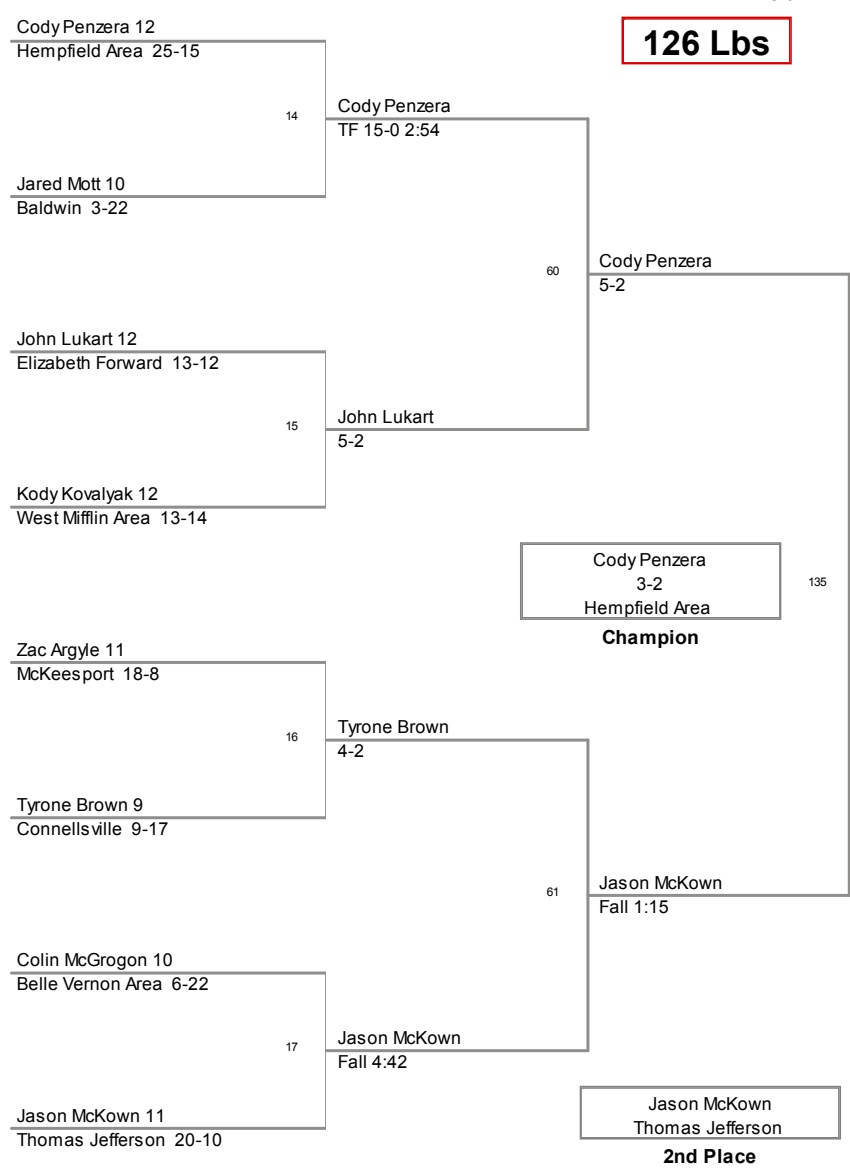 126 Lbs
Cody Penzera 12
Hempfield Area 25-15
14
Cody Penzera
TF 15-0 2:54
Jared Mott 10
Baldwin 3-22
60
Cody Penzera
5-2
John Lukart 12
Elizabeth Forward 13-12
15
John Lukart
5-2
Kody Kovalyak 12
West Mifflin Area 13-14
Cody Penzera
3-2
Hempfield Area
135
Champion
Zac Argyle 11
McKeesport 18-8
16
Tyrone Brown
4-2
Tyrone Brown 9
Connellsville 9-17
61
Jason McKown
Fall 1:15
Colin McGrogon 10
Belle Vernon Area 6-22
17
Jason McKown
Fall 4:42
Jason McKown 11
Thomas Jefferson 20-10
Jason McKown
Thomas Jefferson
2nd Place